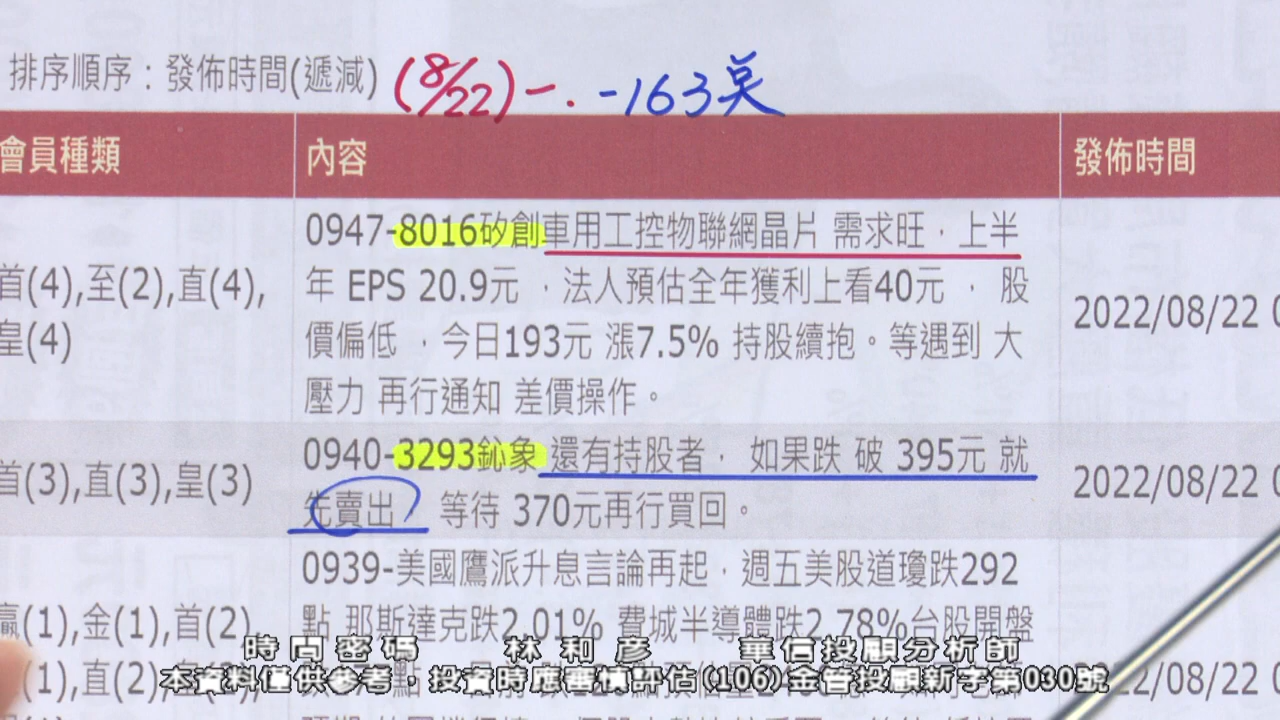 排序順序：發佈時間(遞減) (8/22)一. -163美
會員種類 內容 發佈時間
0947-8016矽創車用工控物聯網晶片 需求旺，上半
首(4),至(2),直(4), 年 EPS 20.9元 ，法人預估全年獲利上看40元 ， 股
皇(4) 價偏低 ，今日193元 漲7.5% 持股續抱。等遇到 大
2022/08/22
壓力 再行通知 差價操作。
0940-3293鈊象 還有持股者， 如果跌 破 395元 就
首(3),直(3),皇(3) 2022/08/22
先賣出 等待 370元再行買回。
0939-美國鷹派升息言論再起，週五美股道瓊跌292
贏(1),金(1),首(2) 點 那斯達克跌2.01% 費城半導體跌2.78%台股開盤
時間密碼 林和彥 華信投顧分析師
(1),直(2) 點 22/08/22
本資料僅供參考，投資時應審慎評估(106)金管投顧新字第030號